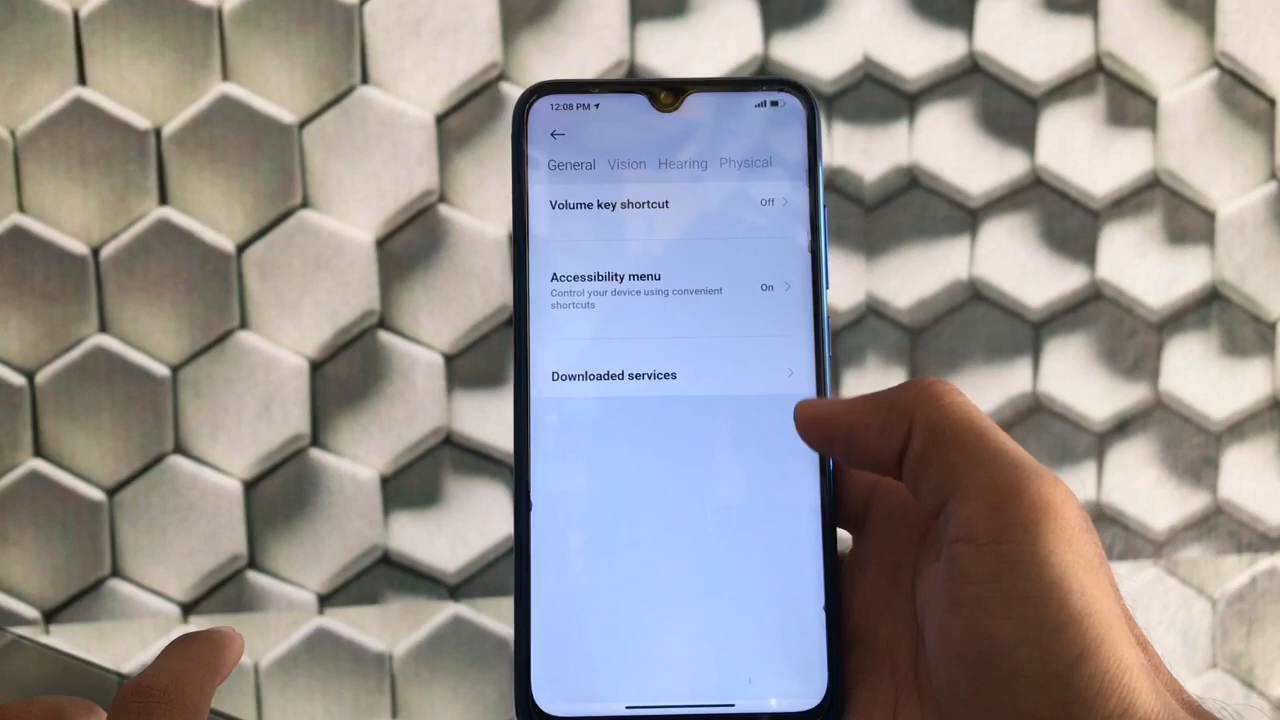 12:08 PM
General Vision Hearing Physical
Volume key shortcut Off
Accessibility menu On
Control your device using convenient
shortcuts
Downloaded services